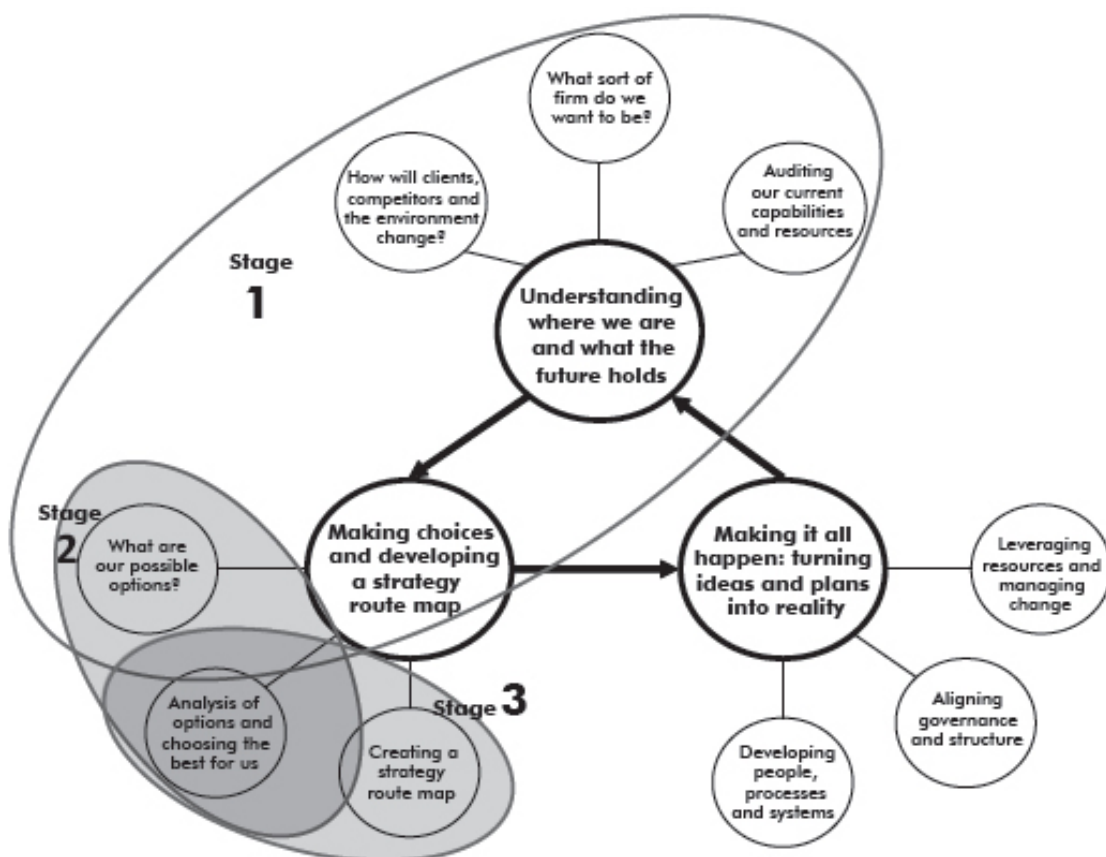 What sort of
firm do we
want to be?
How will clients,
competitors and
the environment
change?
Auditing
our current
capabilities
and resources
Stage
1
Understanding
where we are
and what the
future holds
Stage
2
What are
our possible
options?
Making choices
and developing
a strategy
route map
Making it all
happen: turning
ideas and plans
into reality
Leveraging
resources and
managing
change
Analysis of
options and
choosing the
best for us
Stage 3
Creating a
strategy
route map
Aligning
governance
and structure
Developing
people,
processes
and systems